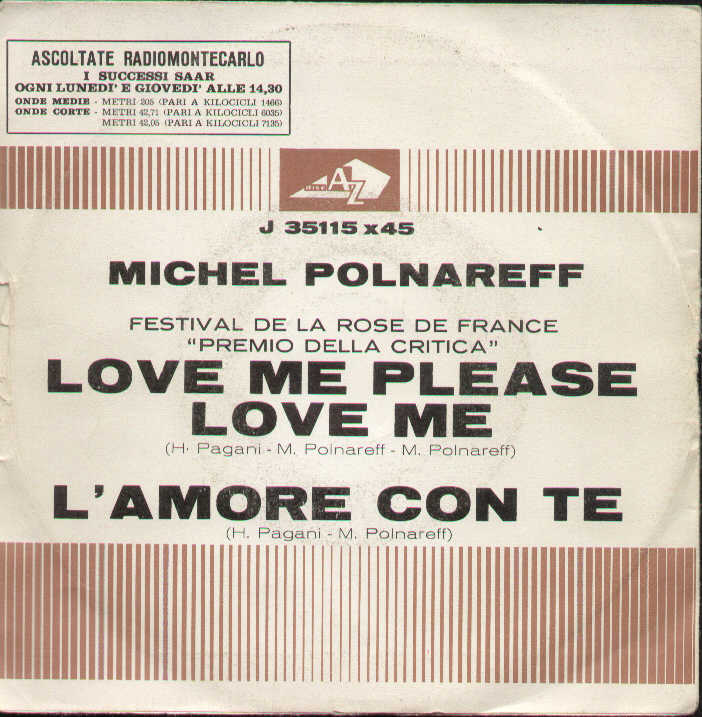 ASCOLTATE RADIOMONTECARLO
I SUCCESSI SAAR
OGNI LUNEDI' E GIOVEDI' ALLE 14,30
ONDE MEDIE - METRI 205 (PARI A KILOCICLI 1466)
ONDE CORTE - METRI 42,71 (PARI A KILOCICLI 6035)
METRI 42,05 (PARI A KILOCICLI 7135)
DISC AZ
J 35115 x45
MICHEL POLNAREFF
FESTIVAL DE LA ROSE DE FRANCE
"PREMIO DELLA CRITICA"
LOVE ME PLEASE
LOVE ME
(H. Pagani - M. Polnareff - M. Polnareff)
L'AMORE CON TE
(H. Pagani - M. Polnareff)